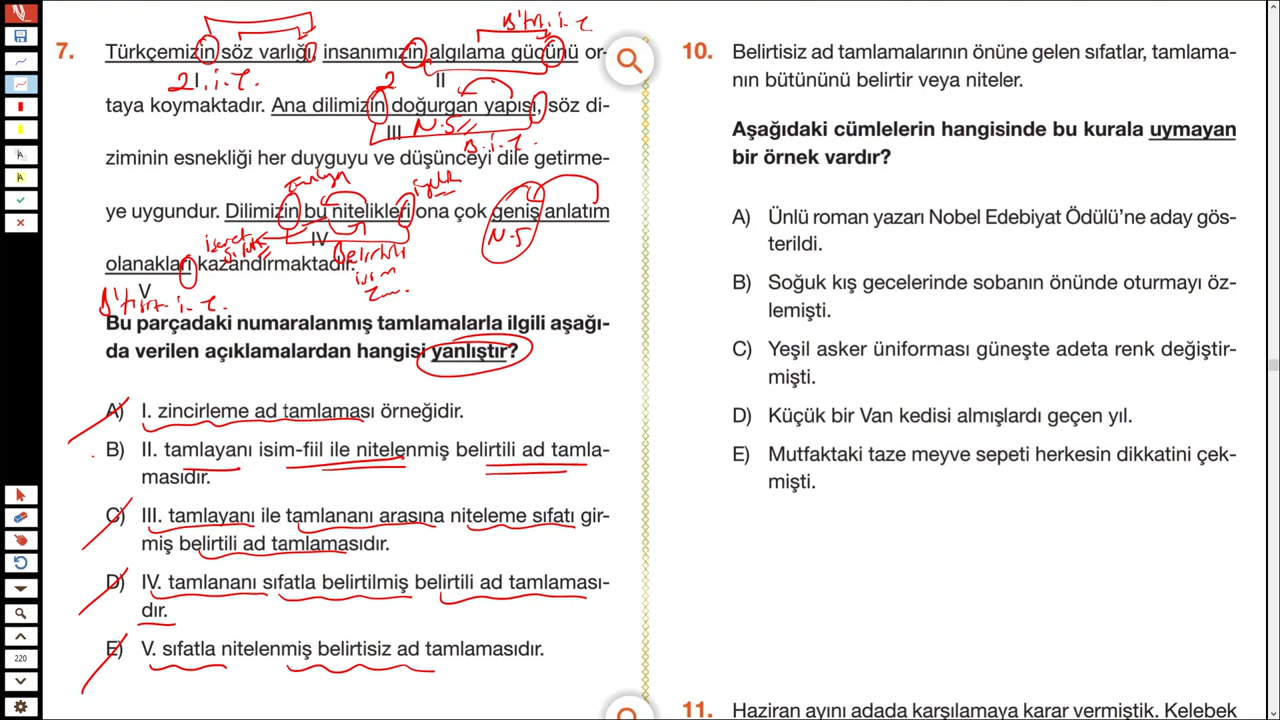 7. Türkçemizin söz varlığı, insanımızın algılama gücünü or-
II
taya koymaktadır. Ana dilimizin doğurgan yapısı, söz di-
III
ziminin esnekliği her duyguyu ve düşünceyi dile getirme-
ye uygundur. Dilimizin bu nitelikleri ona çok geniş anlatım
IV
olanakları kazandırmaktadır.
V
Bu parçadaki numaralanmış tamlamalarla ilgili aşağı-
da verilen açıklamalardan hangisi yanlıştır?
A) I. zincirleme ad tamlaması örneğidir.
B) II. tamlayanı isim-fiil ile nitelenmiş belirtili ad tamla-
masıdır.
C) III. tamlayanı ile tamlananı arasına niteleme sıfatı gir-
miş belirtili ad tamlamasıdır.
D) IV. tamlananı sıfatla belirtilmiş belirtili ad tamlaması-
dır.
E) V. sıfatla nitelenmiş belirtisiz ad tamlamasıdır.
N.S
B.i.t.
N.S
işaret
Belirtili
isim
220
10. Belirtisiz ad tamlamalarının önüne gelen sıfatlar, tamlama-
nın bütününü belirtir veya niteler.
Aşağıdaki cümlelerin hangisinde bu kurala uymayan
bir örnek vardır?
A) Ünlü roman yazarı Nobel Edebiyat Ödülü’ne aday gös-
terildi.
B) Soğuk kış gecelerinde sobanın önünde oturmayı öz-
lemişti.
C) Yeşil asker üniforması güneşte adeta renk değiştir-
mişti.
D) Küçük bir Van kedisi almışlardı geçen yıl.
E) Mutfaktaki taze meyve sepeti herkesin dikkatini çek-
mişti.
11. Haziran ayını adada karşılamaya karar vermiştik. Kelebek